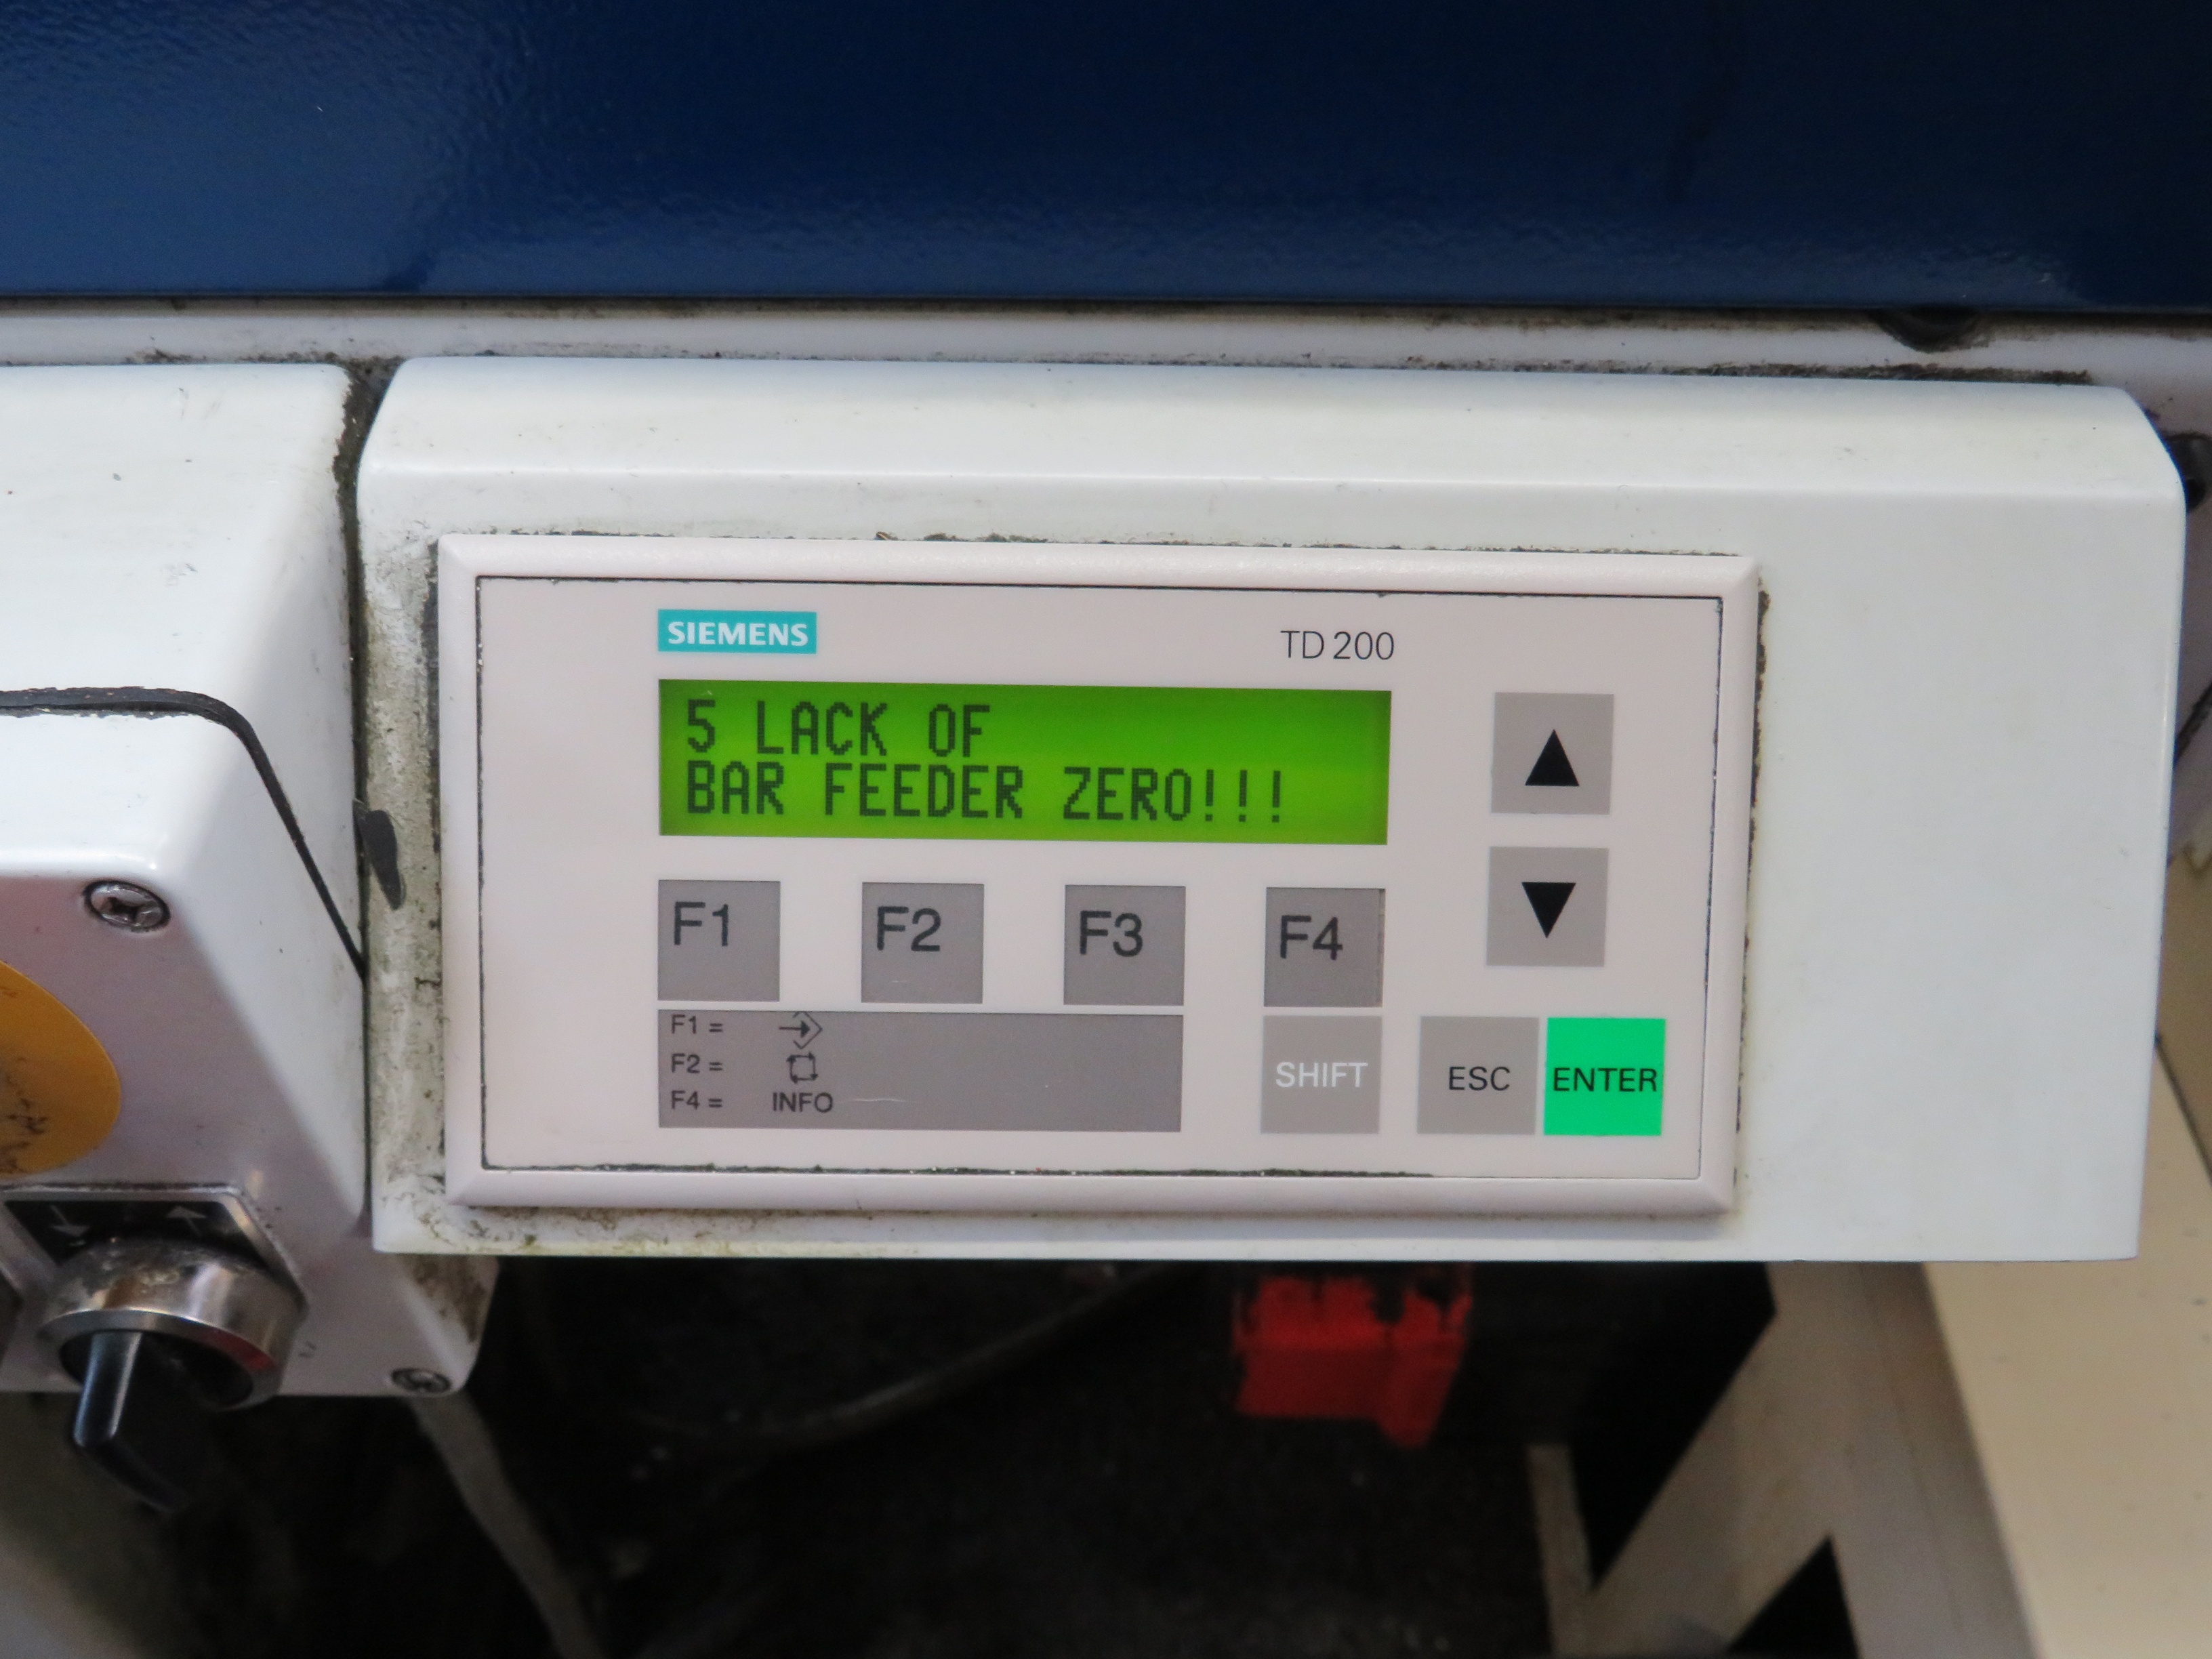 SIEMENS
TD 200
5 LACK OF
BAR FEEDER ZERO!!!
F1 F2 F3 F4
F1 =
F2 =
F4 = INFO
SHIFT ESC ENTER